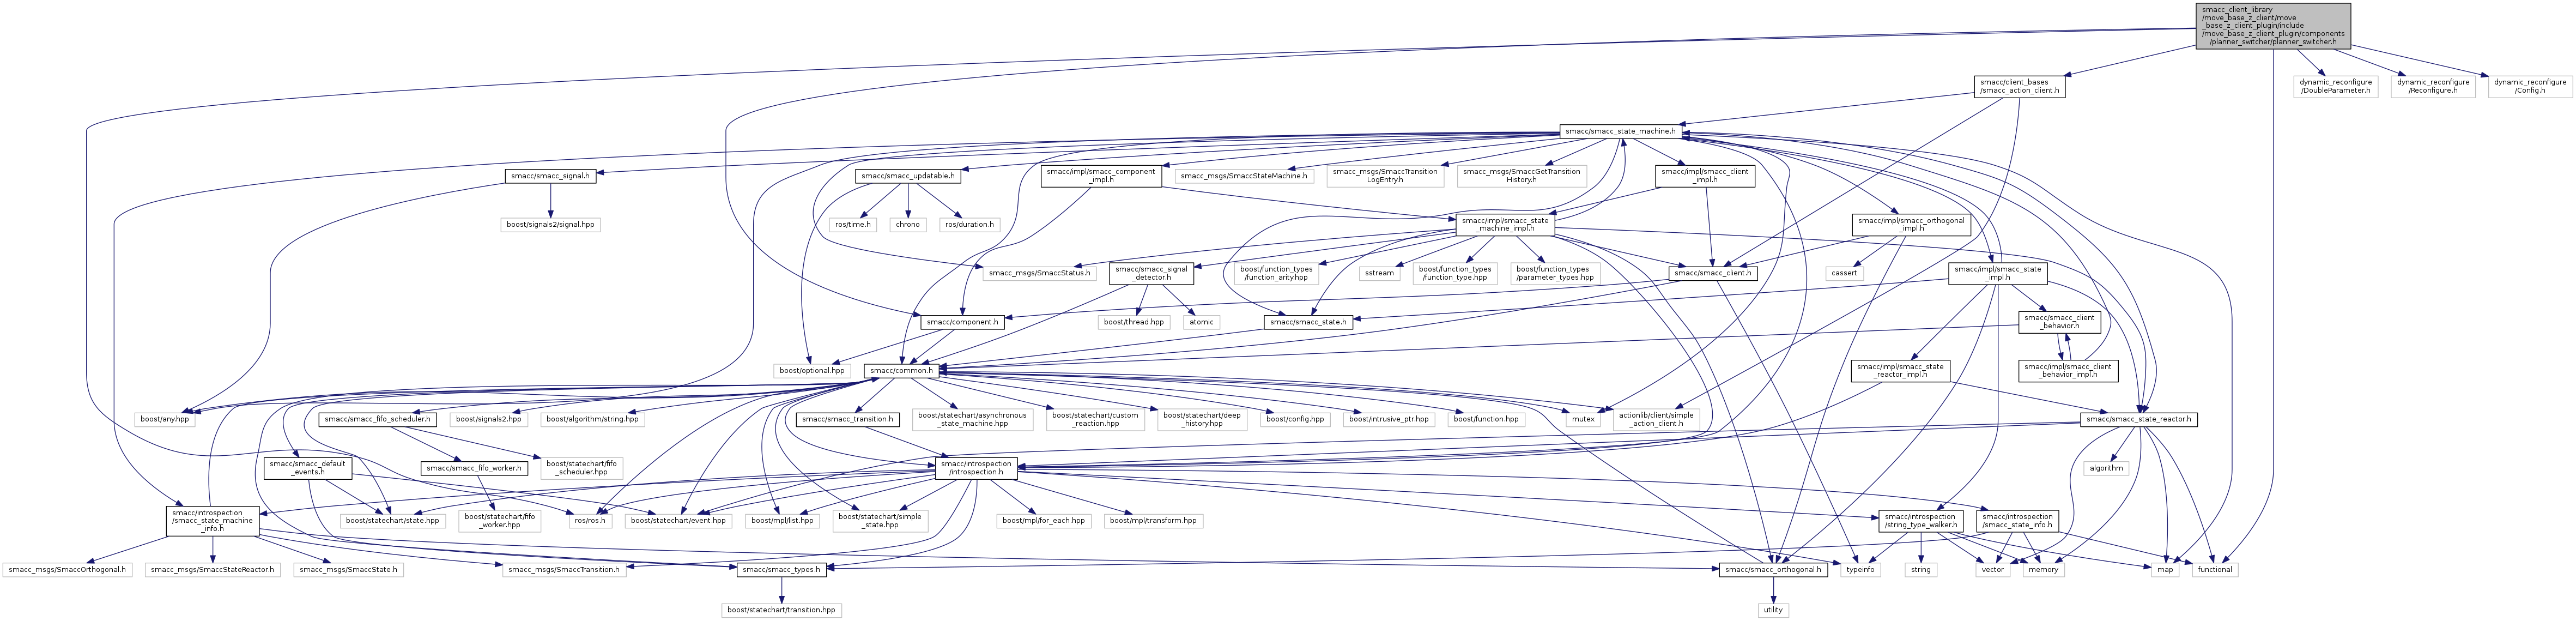 smacc_client_library
/move_base_z_client/move
_base_z_client_plugin/include
/move_base_z_client_plugin/components
/planner_switcher/planner_switcher.h
smacc/client_bases
/smacc_action_client.h
dynamic_reconfigure
/DoubleParameter.h
dynamic_reconfigure
/Reconfigure.h
dynamic_reconfigure
/Config.h
smacc/smacc_state_machine.h
smacc/smacc_signal.h
smacc/smacc_updatable.h
smacc/impl/smacc_component
_impl.h
smacc_msgs/SmaccStateMachine.h
smacc_msgs/SmaccTransition
LogEntry.h
smacc_msgs/SmaccGetTransition
History.h
smacc/impl/smacc_client
_impl.h
boost/signals2/signal.hpp
ros/time.h
chrono
ros/duration.h
smacc/impl/smacc_state
_machine_impl.h
smacc/impl/smacc_orthogonal
_impl.h
smacc_msgs/SmaccStatus.h
smacc/smacc_signal
_detector.h
boost/function_types
/function_arity.hpp
sstream
boost/function_types
/function_type.hpp
boost/function_types
/parameter_types.hpp
smacc/smacc_client.h
cassert
smacc/impl/smacc_state
_impl.h
smacc/component.h
boost/thread.hpp
atomic
smacc/smacc_state.h
smacc/smacc_client
_behavior.h
boost/optional.hpp
smacc/common.h
smacc/impl/smacc_state
_reactor_impl.h
smacc/impl/smacc_client
_behavior_impl.h
boost/any.hpp
smacc/smacc_fifo_scheduler.h
boost/signals2.hpp
boost/algorithm/string.hpp
smacc/smacc_transition.h
boost/statechart/asynchronous
_state_machine.hpp
boost/statechart/custom
_reaction.hpp
boost/statechart/deep
_history.hpp
boost/config.hpp
boost/intrusive_ptr.hpp
boost/function.hpp
mutex
actionlib/client/simple
_action_client.h
smacc/smacc_state_reactor.h
smacc/smacc_default
_events.h
smacc/smacc_fifo_worker.h
boost/statechart/fifo
_scheduler.hpp
smacc/introspection
/introspection.h
algorithm
smacc/introspection
/smacc_state_machine
_info.h
boost/statechart/state.hpp
boost/statechart/fifo
_worker.hpp
ros/ros.h
boost/statechart/event.hpp
boost/mpl/list.hpp
boost/statechart/simple
_state.hpp
boost/mpl/for_each.hpp
boost/mpl/transform.hpp
smacc/introspection
/string_type_walker.h
smacc/introspection
/smacc_state_info.h
smacc_msgs/SmaccOrthogonal.h
smacc_msgs/SmaccStateReactor.h
smacc_msgs/SmaccState.h
smacc_msgs/SmaccTransition.h
smacc/smacc_types.h
smacc/smacc_orthogonal.h
typeinfo
string
vector
memory
map
functional
boost/statechart/transition.hpp
utility